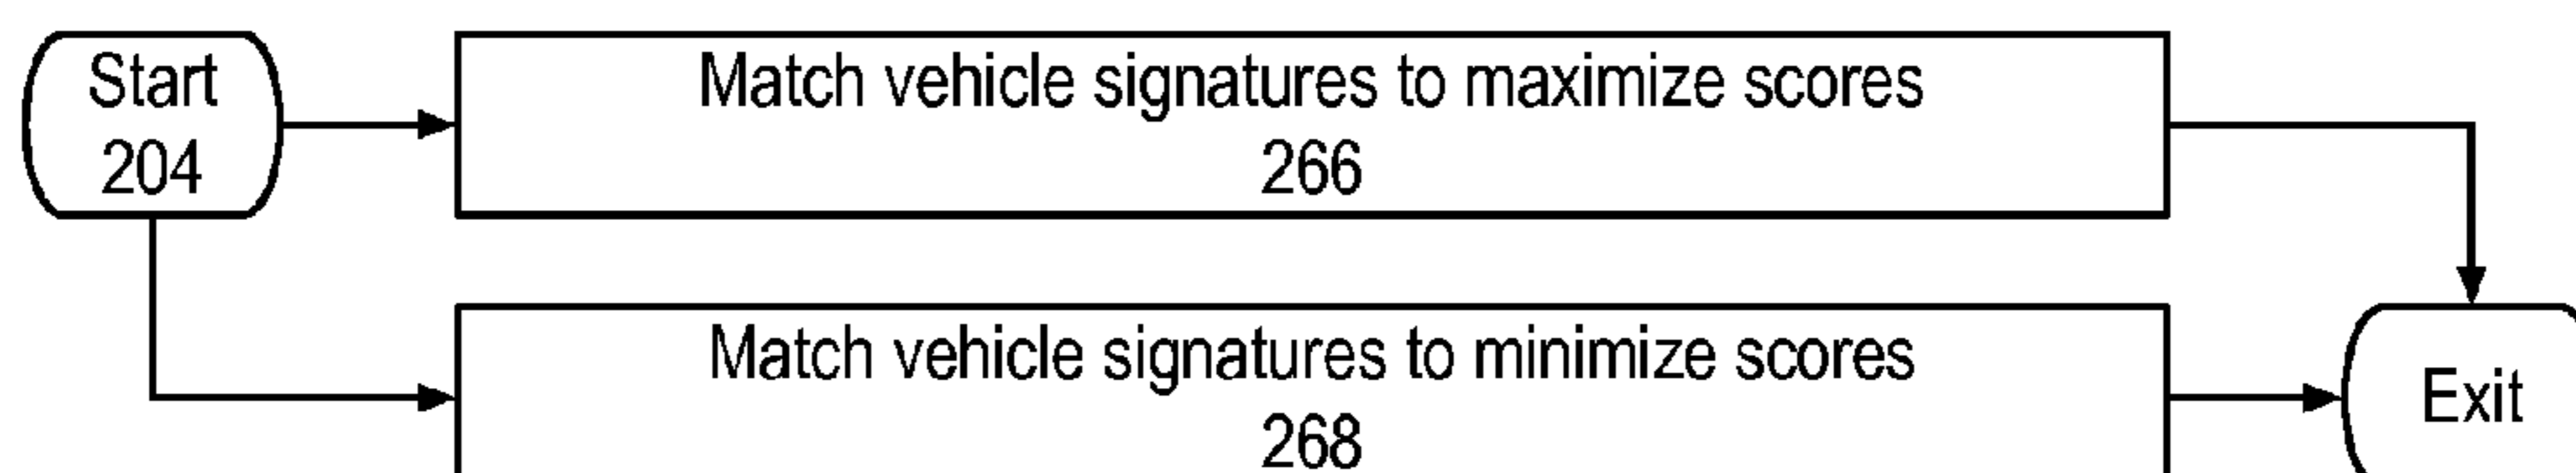 Start
204
Match vehicle signatures to maximize scores
266
Match vehicle signatures to minimize scores
268
Exit